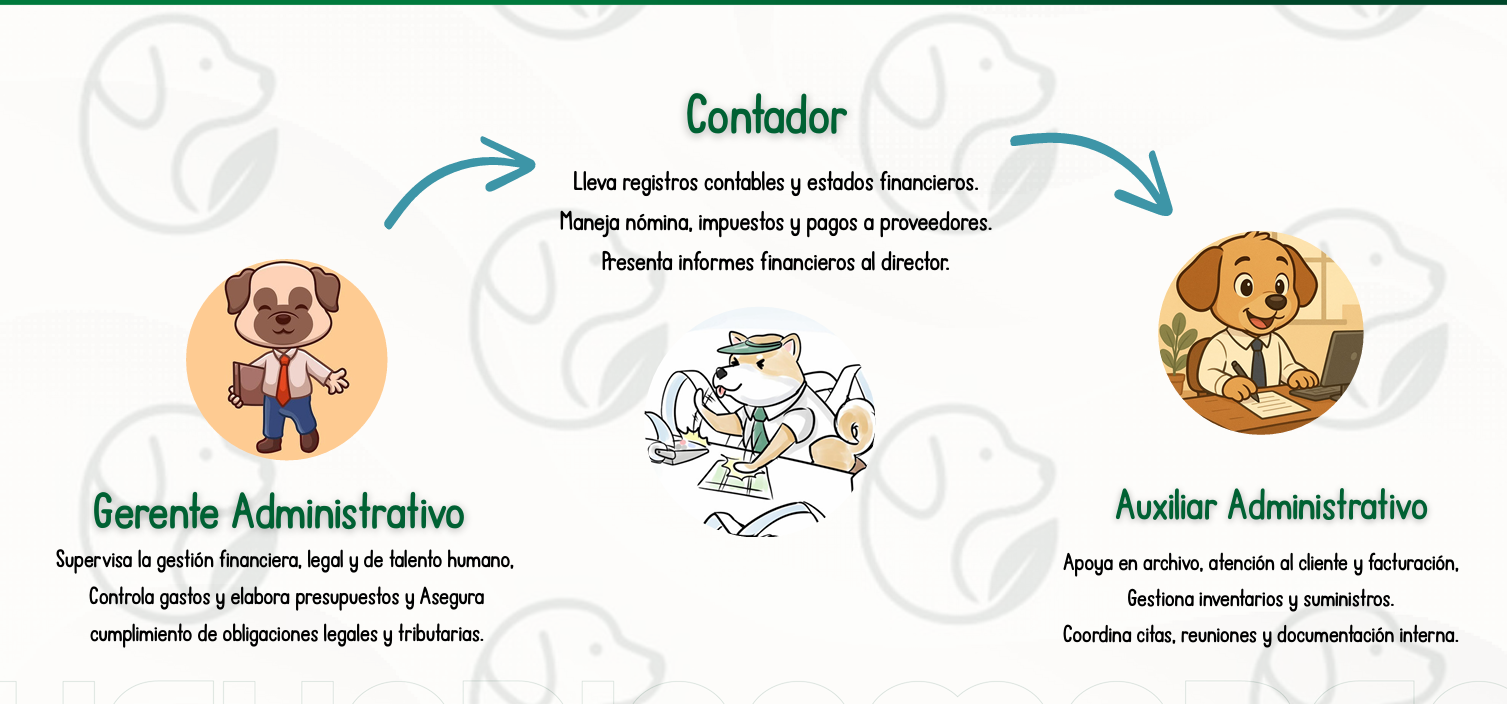 Contador
Lleva registros contables y estados financieros.
Maneja nómina, impuestos y pagos a proveedores.
Presenta informes financieros al director.
Gerente Administrativo
Supervisa la gestión financiera, legal y de talento humano,
Controla gastos y elabora presupuestos y Asegura
cumplimiento de obligaciones legales y tributarias.
Auxiliar Administrativo
Apoya en archivo, atención al cliente y facturación,
Gestiona inventarios y suministros.
Coordina citas, reuniones y documentación interna.